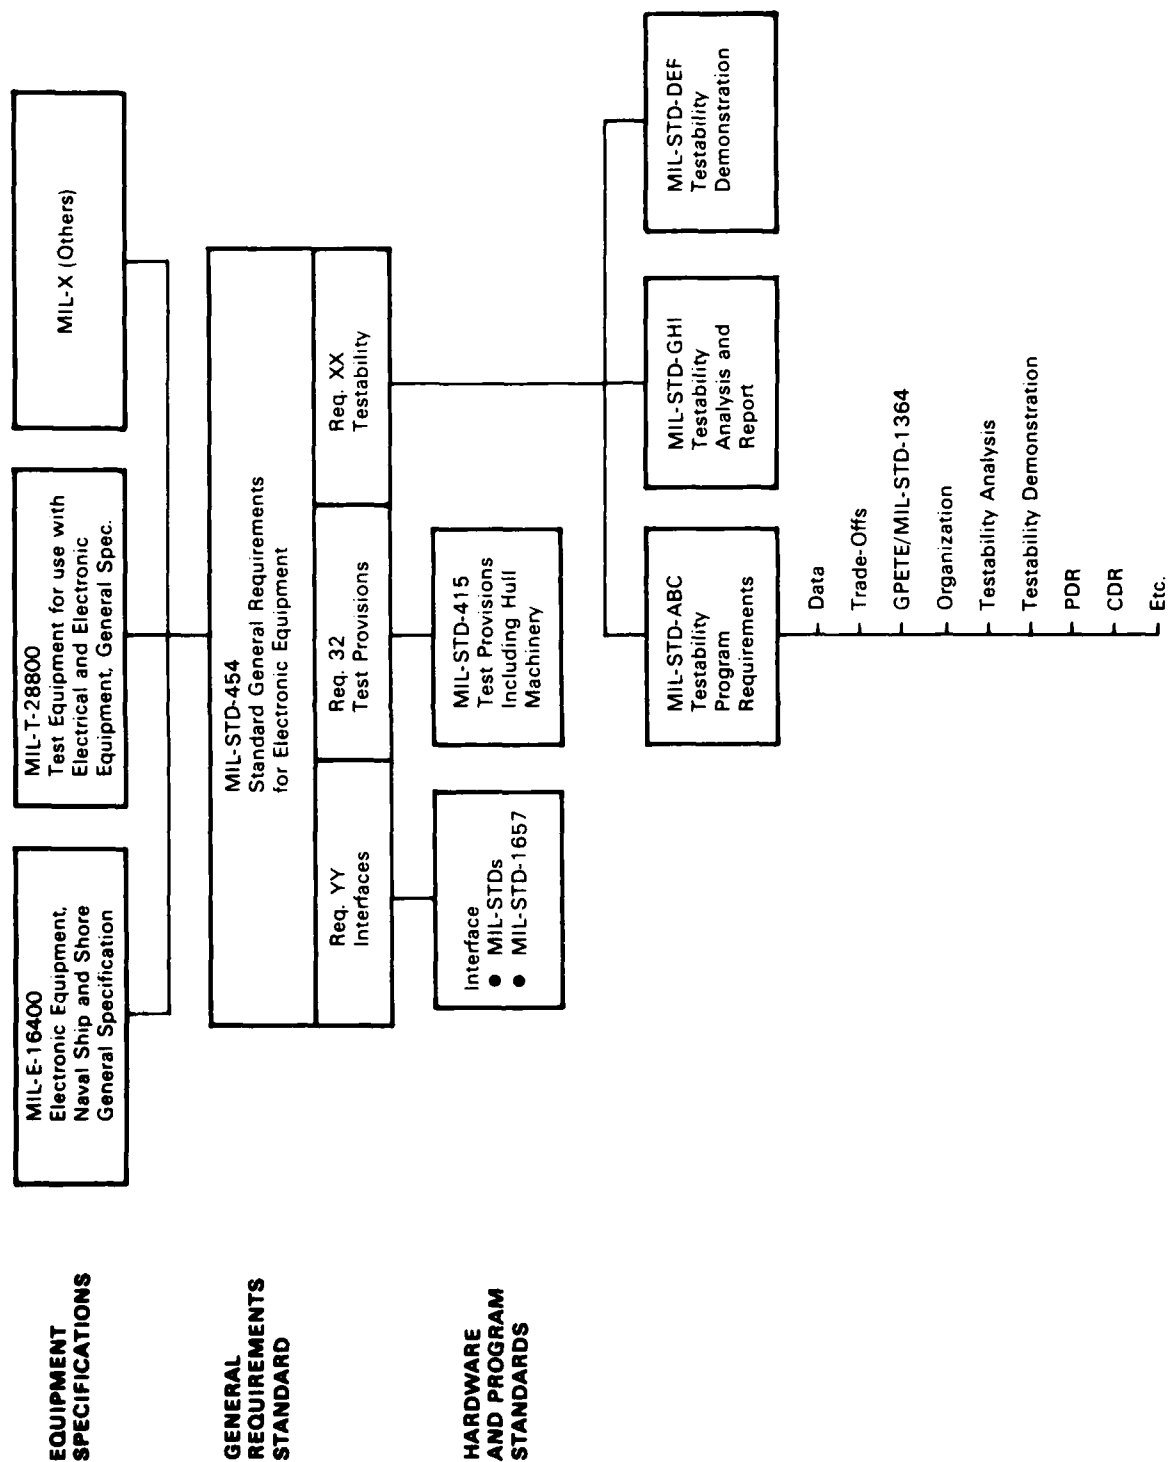 EQUIPMENT
SPECIFICATIONS
MIL-E-16400
Electronic Equipment,
Naval Ship and Shore
General Specification
MIL-T-28800
Test Equipment for use with
Electrical and Electronic
Equipment, General Spec.
MIL-X (Others)
GENERAL
REQUIREMENTS
STANDARD
MIL-STD-454
Standard General Requirements
for Electronic Equipment
Req. YY
Interfaces
Req. 32
Test Provisions
Req. XX
Testability
HARDWARE
AND PROGRAM
STANDARDS
Interface
● MIL-STDs
● MIL-STD-1657
MIL-STD-415
Test Provisions
Including Hull
Machinery
MIL-STD-ABC
Testability
Program
Requirements
MIL-STD-GHI
Testability
Analysis and
Report
MIL-STD-DEF
Testability
Demonstration
Data
Trade-Offs
GPETE/MIL-STD-1364
Organization
Testability Analysis
Testability Demonstration
PDR
CDR
Etc.